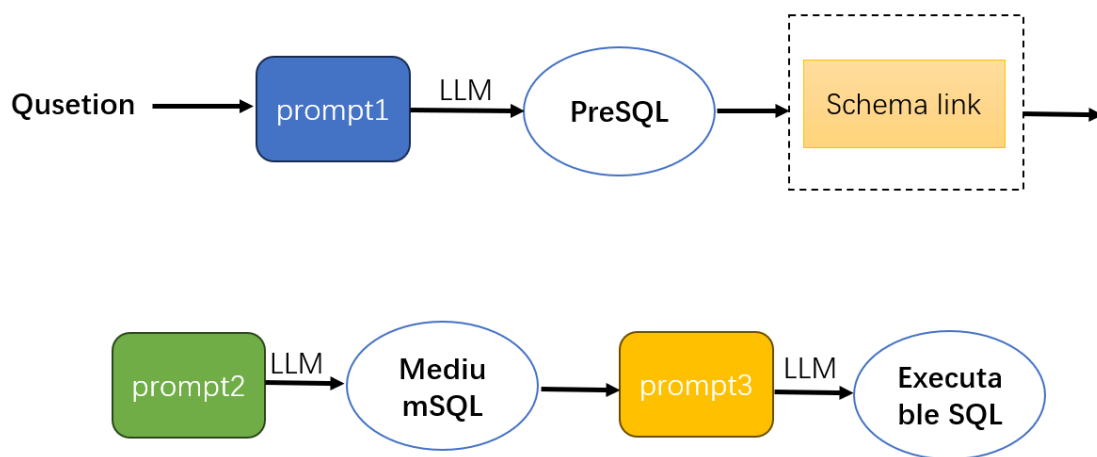 Qusetion
prompt1
LLM
PreSQL
Schema link
prompt2
LLM
Mediu
mSQL
prompt3
LLM
Executa
ble SQL